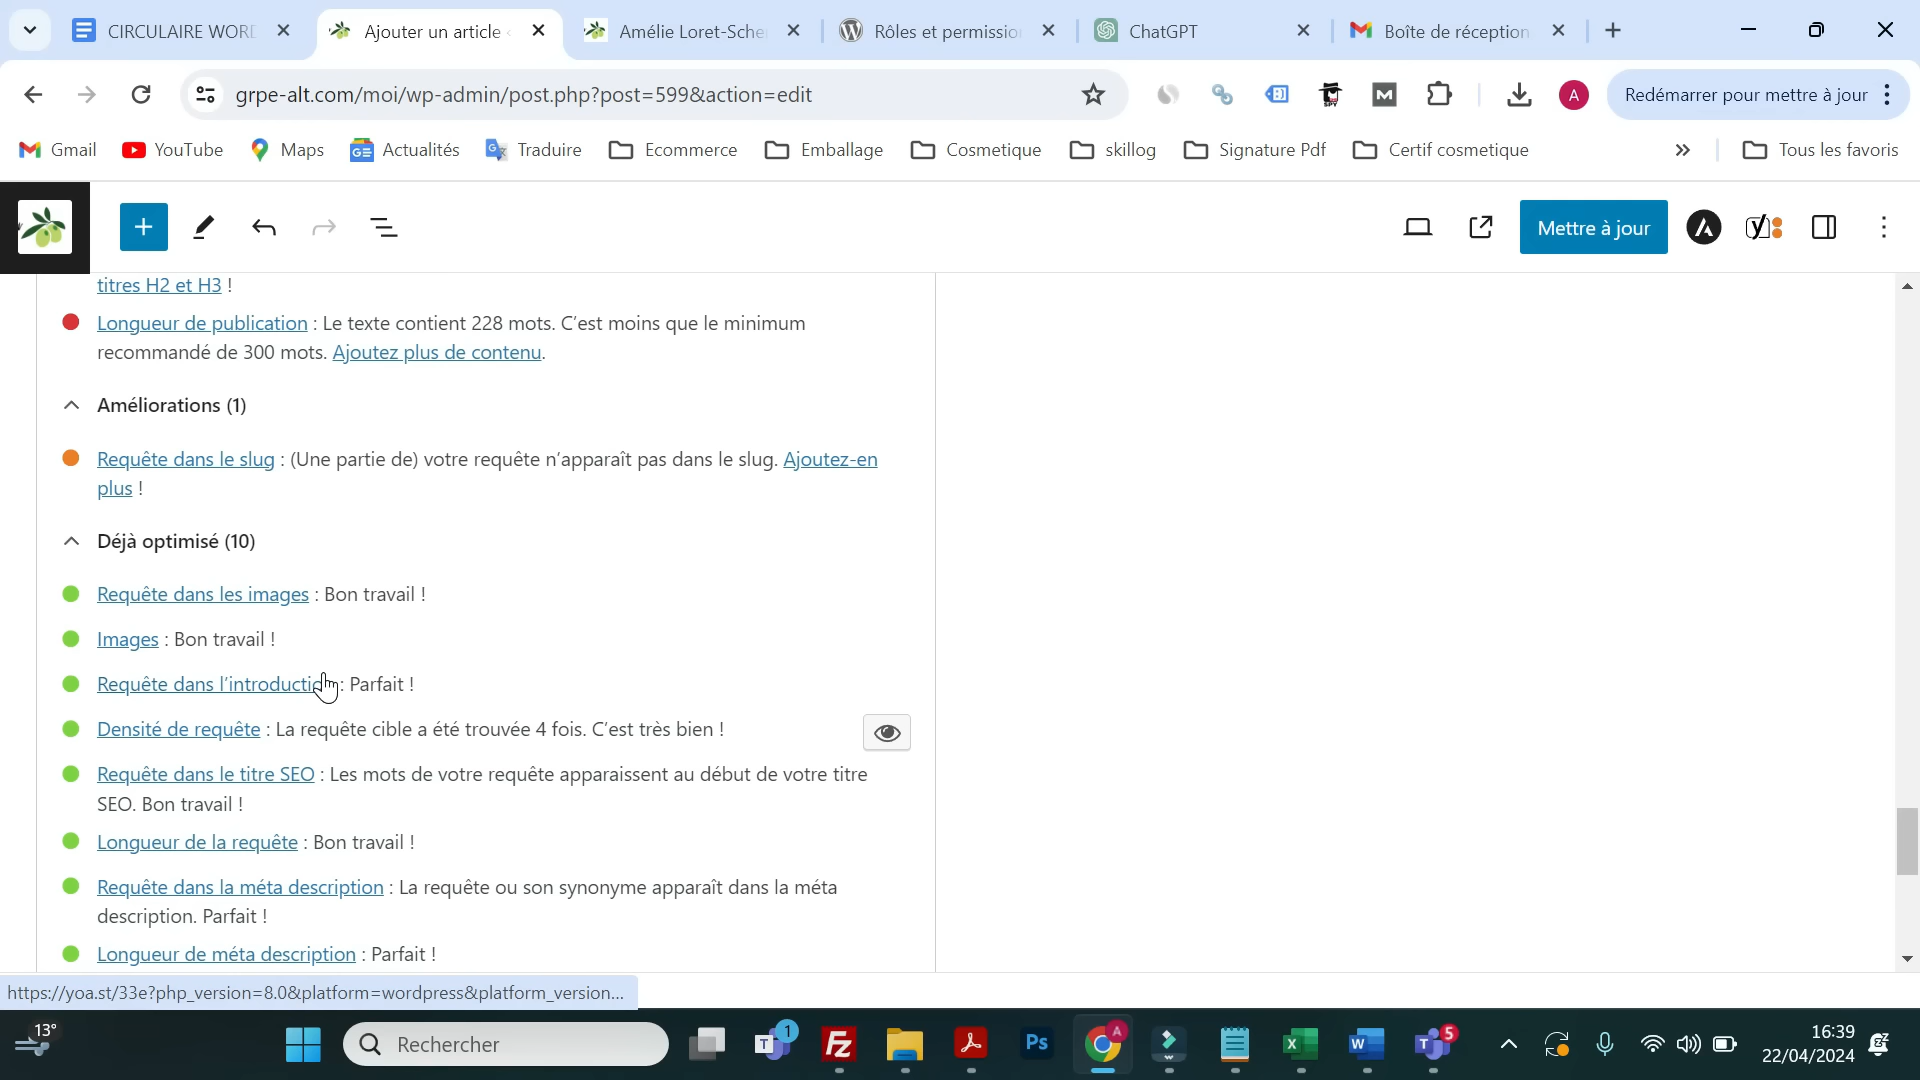 CIRCULAIRE WORD
Ajouter un article
Amélie Loret-Sche
Rôles et permissio
ChatGPT
Boîte de réception
grpe-alt.com/moi/wp-admin/post.php?post=599&action=edit
Redémarrer pour mettre à jour
Gmail
YouTube
Maps
Actualités
Traduire
Ecommerce
Emballage
Cosmetique
skillog
Signature Pdf
Certif cosmetique
Tous les favoris
Mettre à jour
titres H2 et H3 !
Longueur de publication : Le texte contient 228 mots. C’est moins que le minimum
recommandé de 300 mots. Ajoutez plus de contenu.
Améliorations (1)
Requête dans le slug : (Une partie de) votre requête n’apparaît pas dans le slug. Ajoutez-en
plus !
Déjà optimisé (10)
Requête dans les images : Bon travail !
Images : Bon travail !
Requête dans l’introduction : Parfait !
Densité de requête : La requête cible a été trouvée 4 fois. C’est très bien !
Requête dans le titre SEO : Les mots de votre requête apparaissent au début de votre titre
SEO. Bon travail !
Longueur de la requête : Bon travail !
Requête dans la méta description : La requête ou son synonyme apparaît dans la méta
description. Parfait !
Longueur de méta description : Parfait !
https://yoa.st/33e?php_version=8.0&platform=wordpress&platform_version...
13°
Rechercher
1
5
16:39
22/04/2024